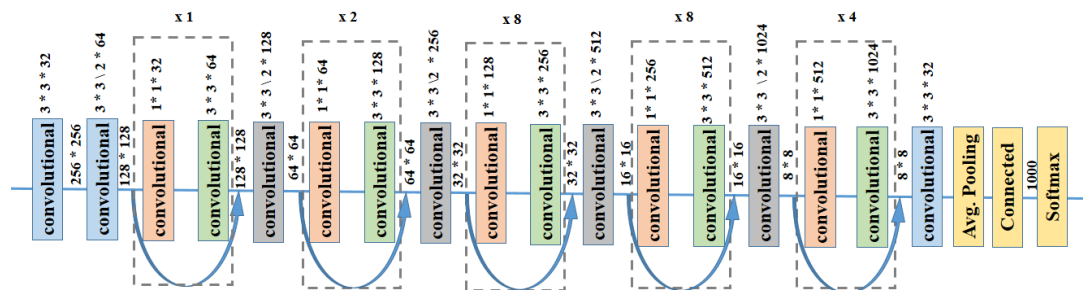 x 1
x 2
x 8
x 8
x 4
convolutional 3 * 3 * 32
256 * 256
convolutional 3 * 3 \ 2 * 64
128 * 128
convolutional 1* 1* 32
convolutional 3 * 3 * 64
128 * 128
convolutional 3 * 3 \ 2 * 128
64 * 64
convolutional 1 * 1* 64
convolutional 3 * 3 * 128
64 * 64
convolutional 3 * 3 \2 * 256
32 * 32
convolutional 1 * 1* 128
convolutional 3 * 3 * 256
32 * 32
convolutional 3 * 3 \ 2 * 512
16 * 16
convolutional 1* 1* 256
convolutional 3 * 3 * 512
16 * 16
convolutional 3 * 3 \ 2 * 1024
8 * 8
convolutional 1* 1* 512
convolutional 3 * 3 * 1024
8 * 8
convolutional 3 * 3 * 32
Avg. Pooling
Connected
1000
Softmax